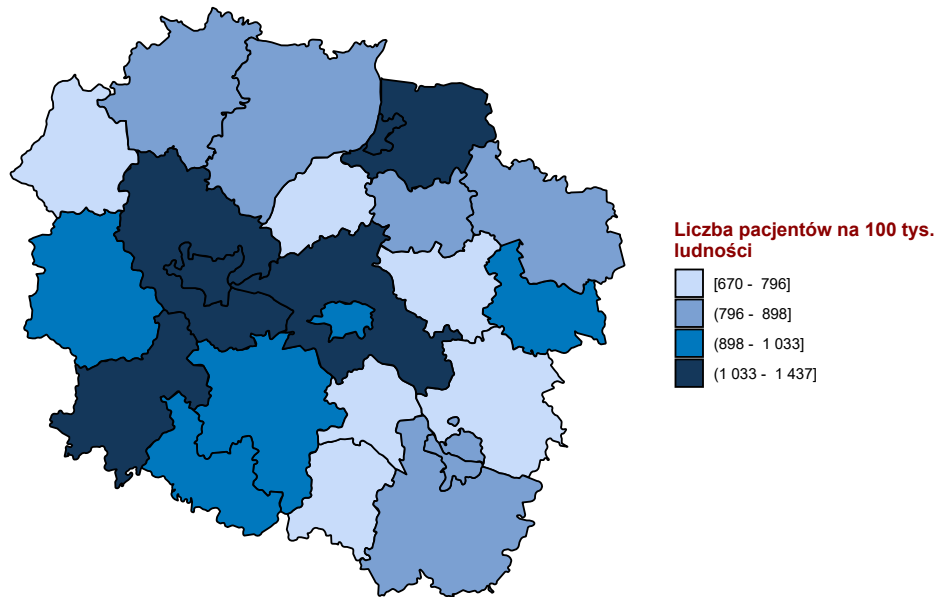 Liczba pacjentów na 100 tys.
ludności
[670 - 796]
(796 - 898]
(898 - 1 033]
(1 033 - 1 437]